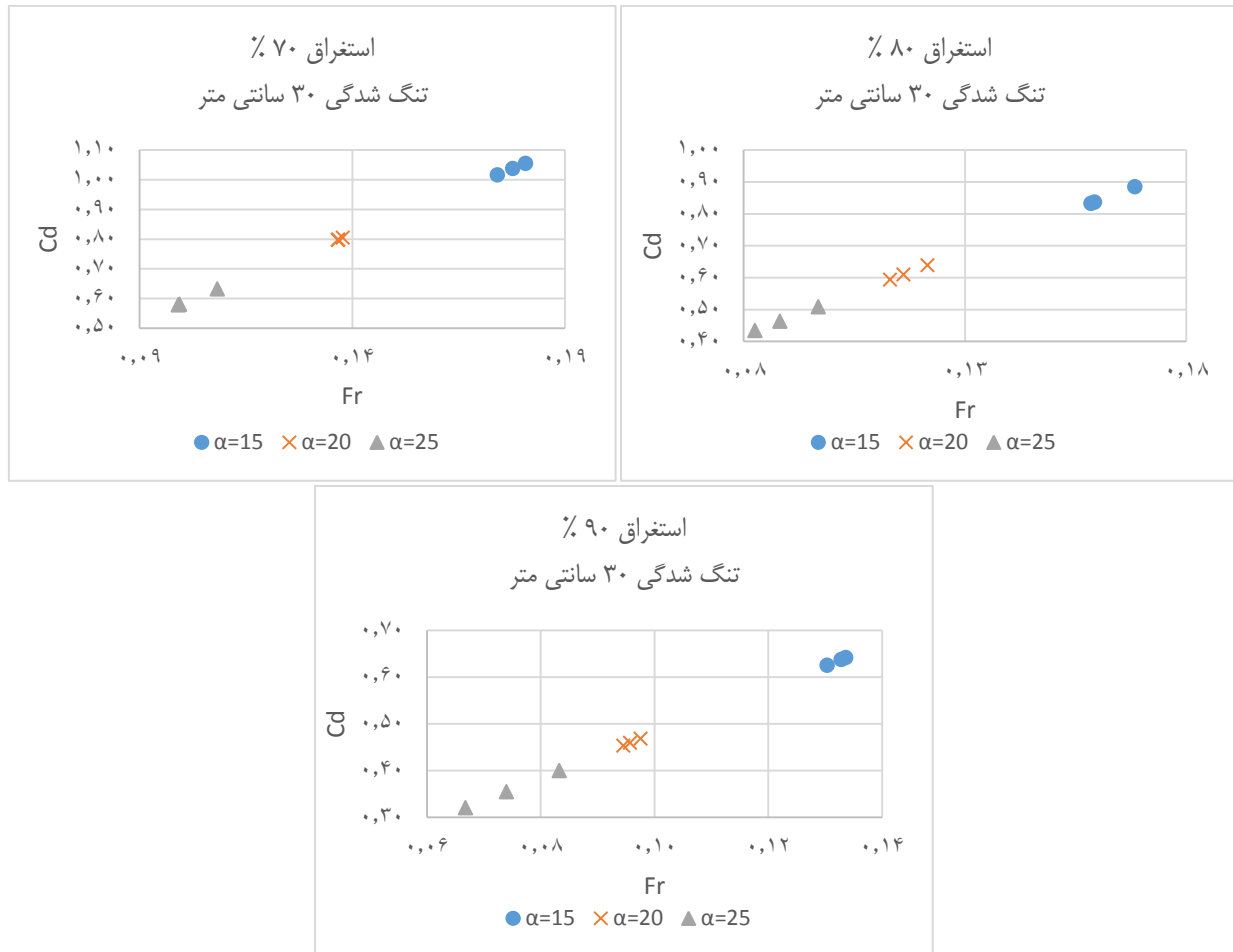 استغراق ۷۰ ٪
تنگ شدگی ۳۰ سانتی متر
۱,۱۰
۱,۰۰
۰,۹۰
۰,۸۰
۰,۷۰
۰,۶۰
۰,۵۰
Cd
۰,۰۹ ۰,۱۴ ۰,۱۹
Fr
α=15 α=20 α=25
استغراق ۸۰ ٪
تنگ شدگی ۳۰ سانتی متر
۱,۰۰
۰,۹۰
۰,۸۰
۰,۷۰
۰,۶۰
۰,۵۰
۰,۴۰
Cd
۰,۰۸ ۰,۱۳ ۰,۱۸
Fr
α=15 α=20 α=25
استغراق ۹۰ ٪
تنگ شدگی ۳۰ سانتی متر
۰,۷۰
۰,۶۰
۰,۵۰
۰,۴۰
۰,۳۰
Cd
۰,۰۶ ۰,۰۸ ۰,۱۰ ۰,۱۲ ۰,۱۴
Fr
α=15 α=20 α=25